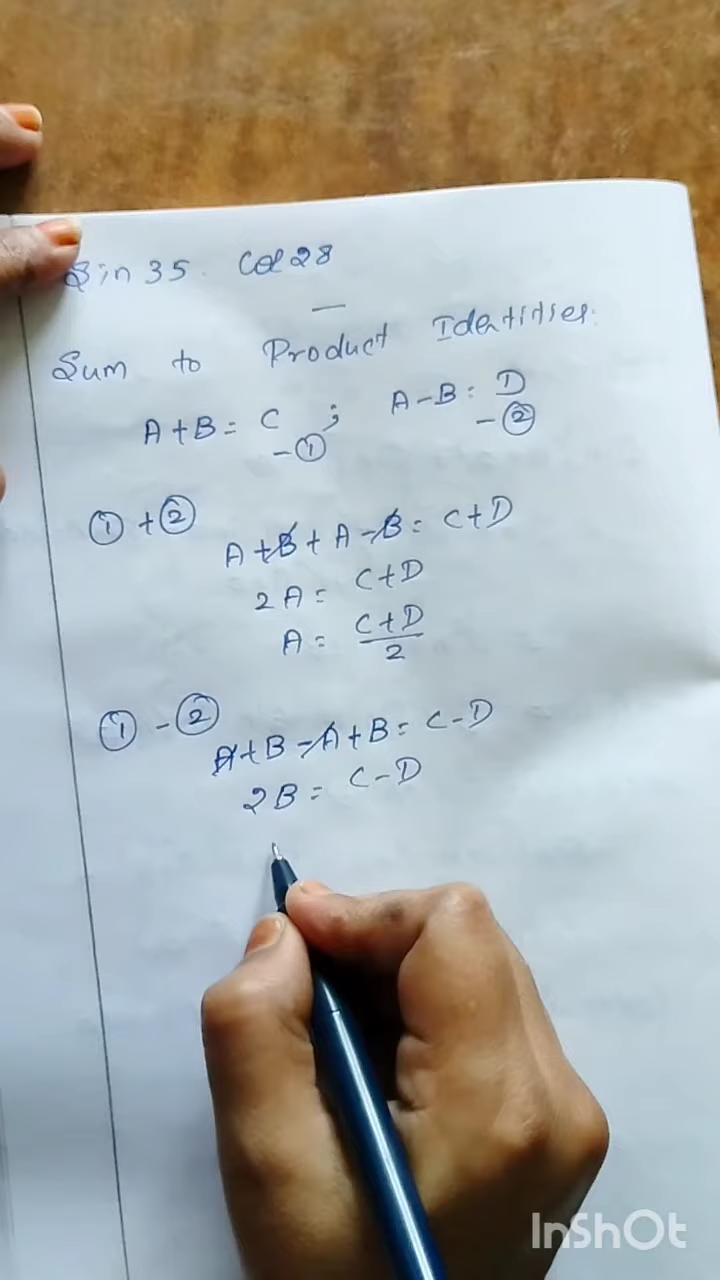 Sin 35. Cos 28
Sum to Product Identities:
A+B = C ; A-B = D
-① -②
①+② A+B+A-B = C+D
2A = C+D
A = C+D/2
①-② A+B-A+B = C-D
2B = C-D
InShOt